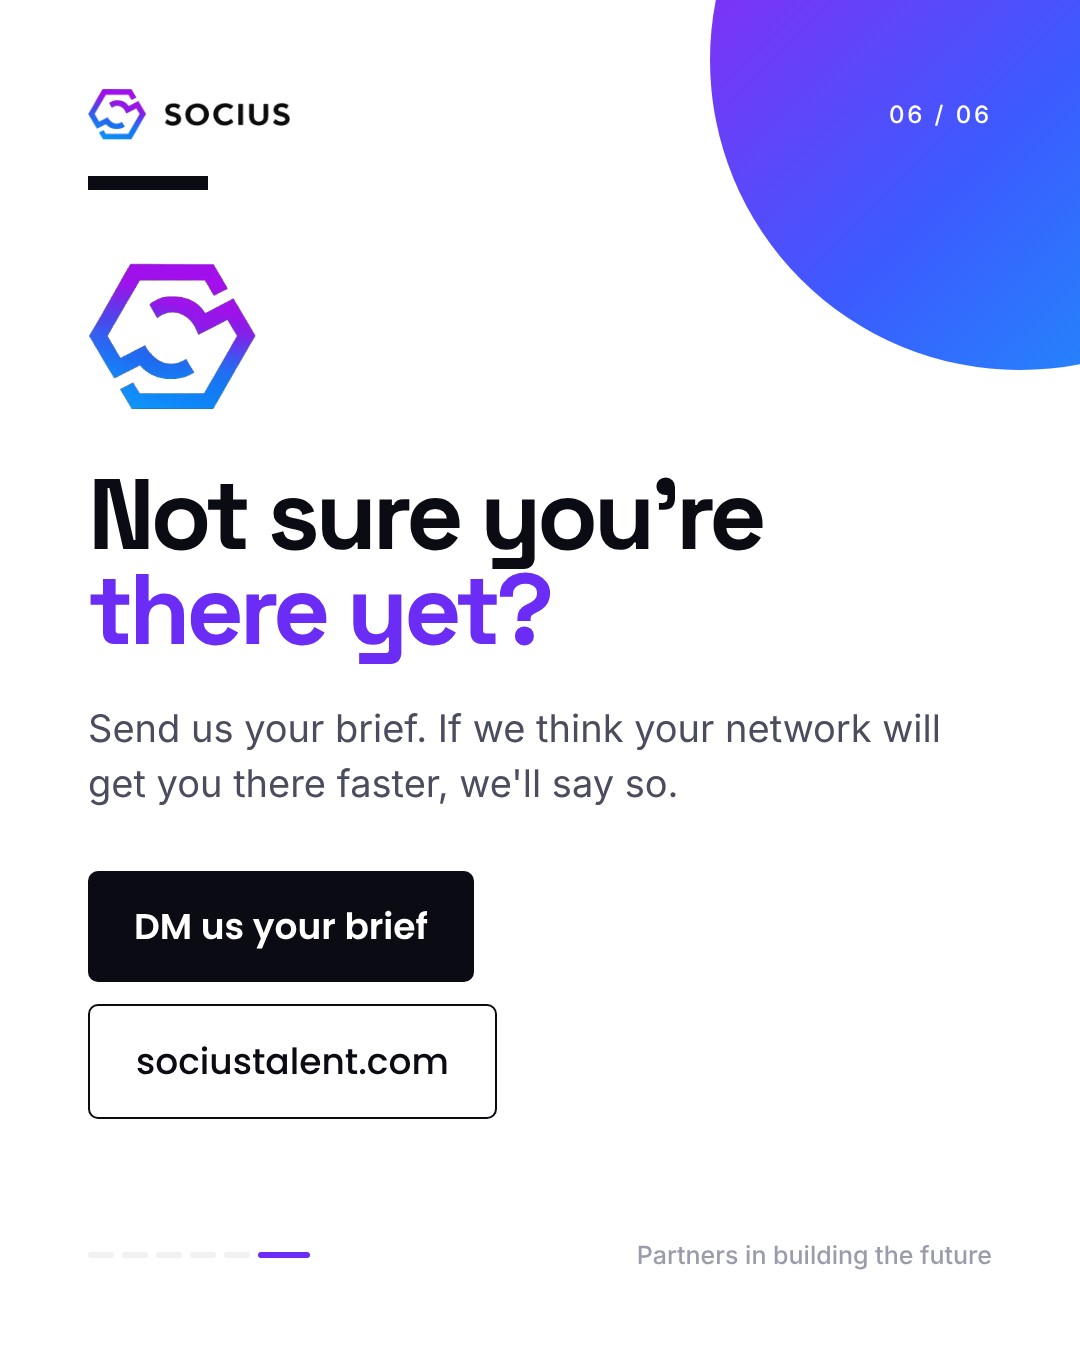 SOCIUS
06 / 06
Not sure you’re
there yet?
Send us your brief. If we think your network will
get you there faster, we'll say so.
DM us your brief
sociustalent.com
Partners in building the future